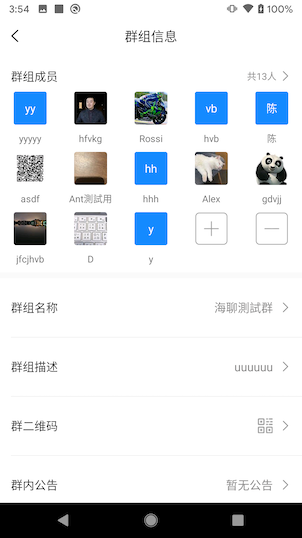 3:54 100%
群组信息
群组成员 共13人
yy vb 陈
yyyyy hfvkg Rossi hvb 陈
hh
asdf Ant測試用 hhh Alex gdvjj
y
jfcjhvb D y
群组名称 海聊測試群
群组描述 uuuuuu
群二维码
群内公告 暂无公告